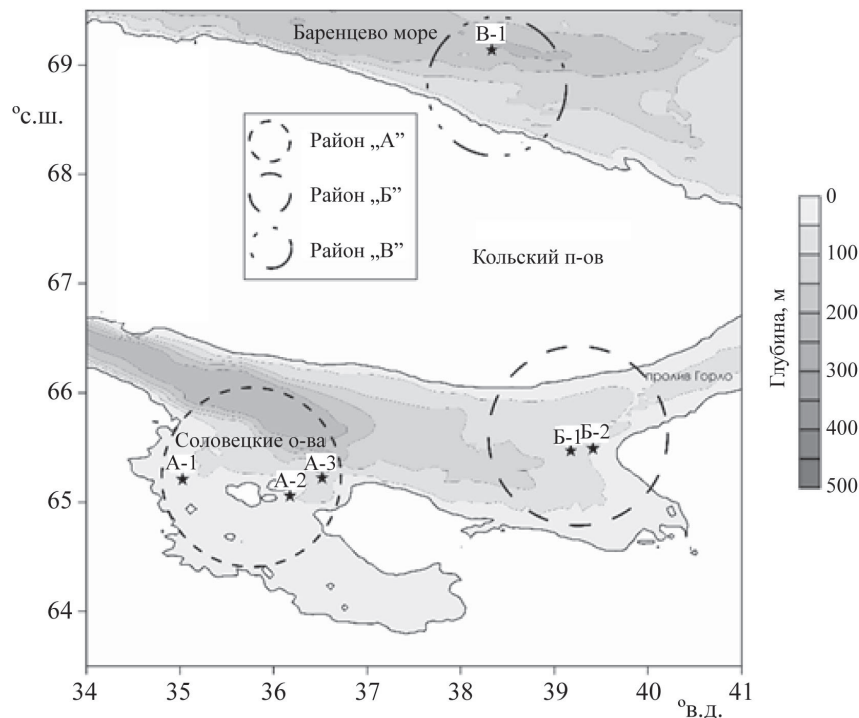 Баренцево море
В-1
69
°с.ш.
Район „А”
Район „Б”
Район „В”
68
Кольский п-ов
67
66
пролив Горло
Соловецкие о-ва
Б-1 Б-2
А-1
А-3
А-2
65
64
34 35 36 37 38 39 40 41
°в.д.
Глубина, м
0
100
200
300
400
500